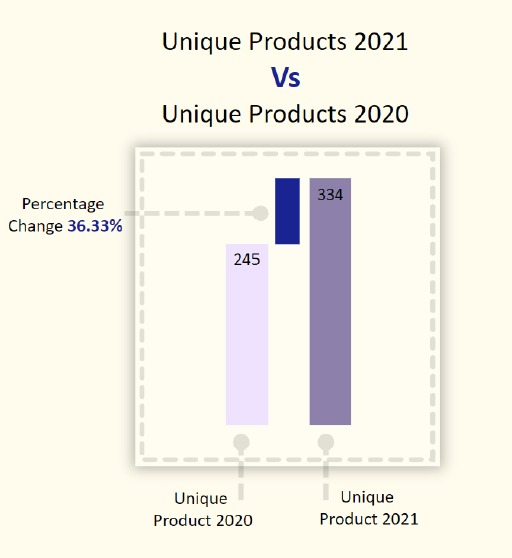 Unique Products 2021
Vs
Unique Products 2020
Percentage
Change 36.33%
334
245
Unique
Product 2020
Unique
Product 2021